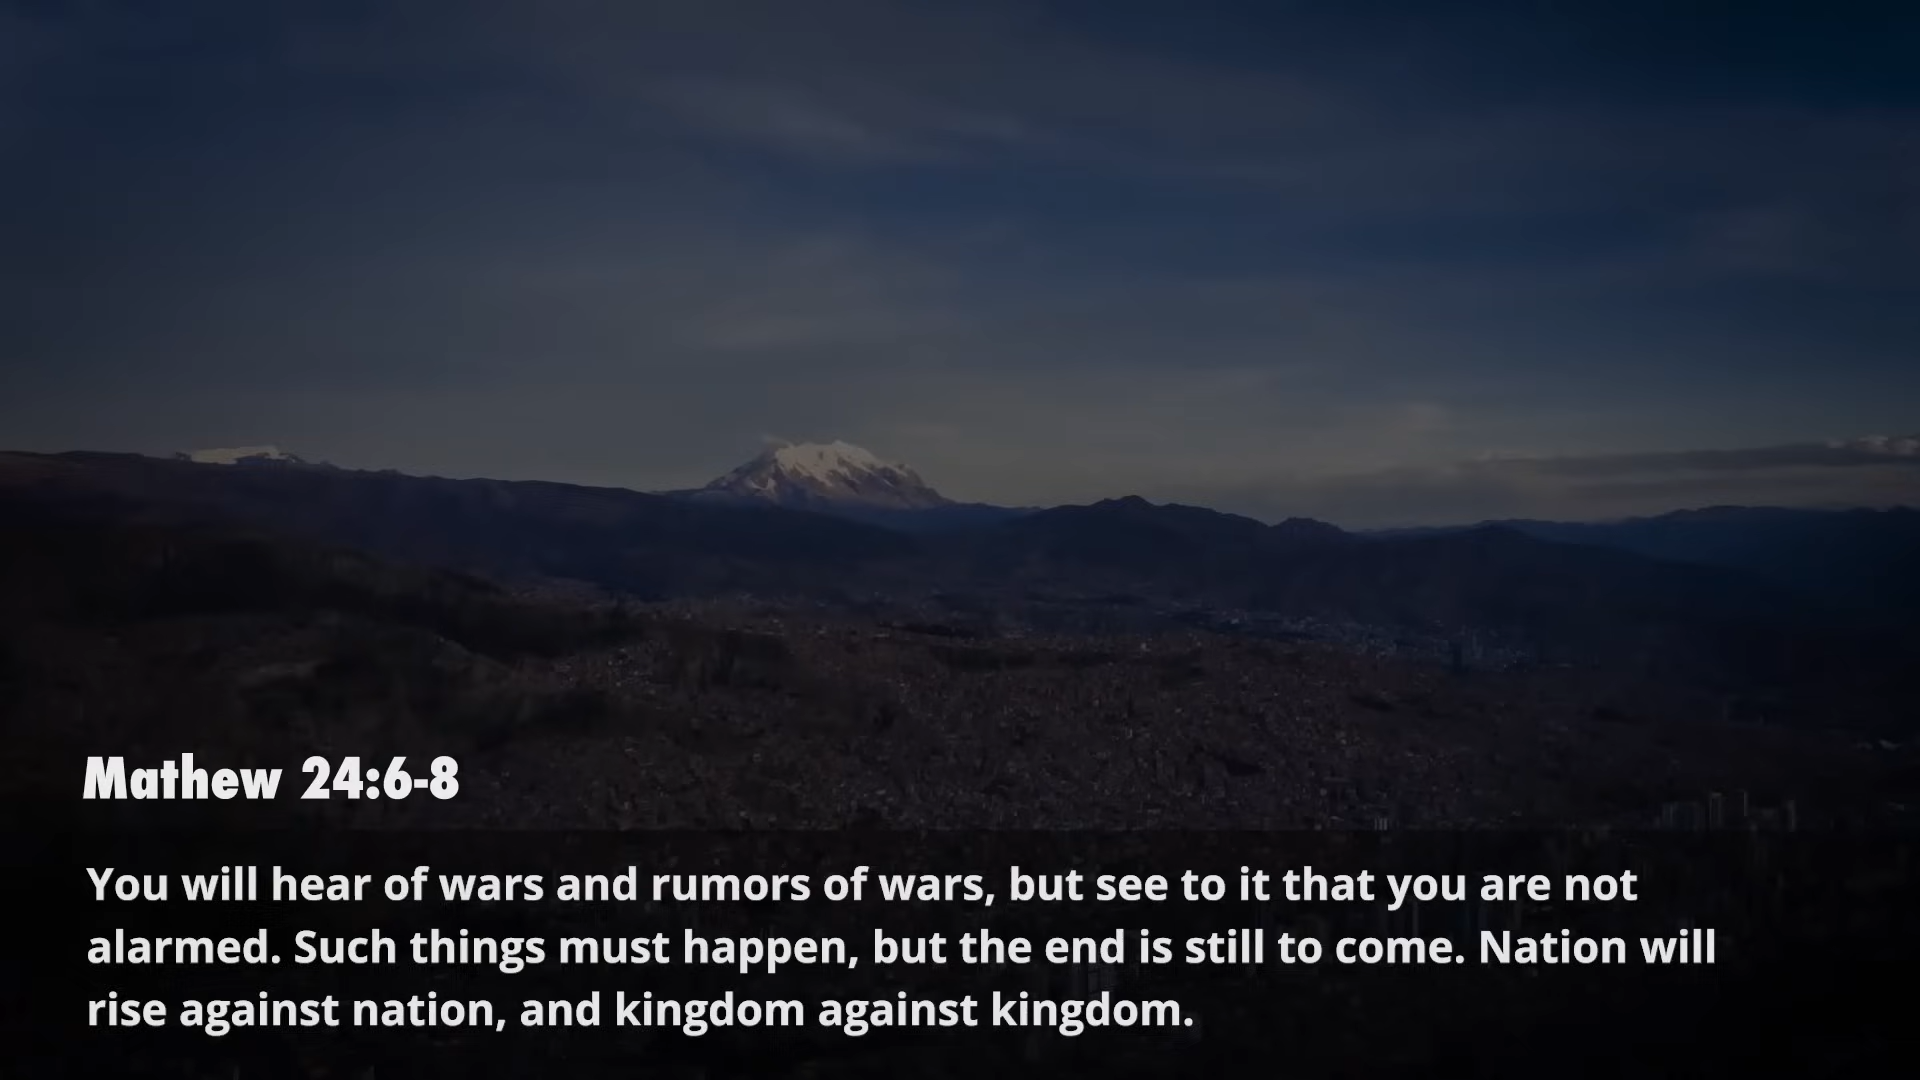 Mathew 24:6-8
You will hear of wars and rumors of wars, but see to it that you are not
alarmed. Such things must happen, but the end is still to come. Nation will
rise against nation, and kingdom against kingdom.